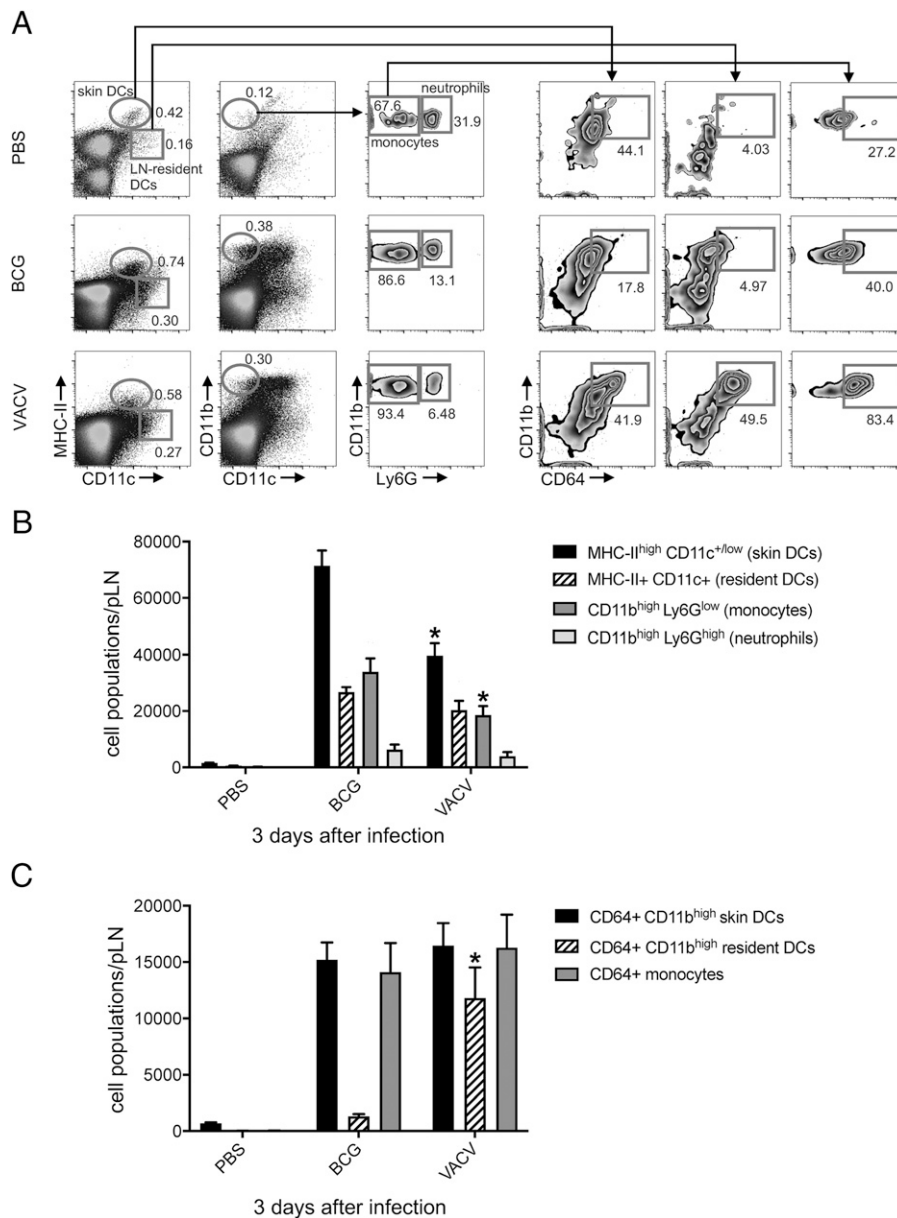 A
skin DCs
0.42
0.16
LN-resident
DCs
0.12
67.6
monocytes
neutrophils
31.9
44.1
4.03
27.2
PBS
0.74
0.30
0.38
86.6
13.1
17.8
4.97
40.0
BCG
0.58
0.27
0.30
93.4
6.48
41.9
49.5
83.4
VACV
MHC-II
CD11b
CD11b
CD11b
CD11c
CD11c
Ly6G
CD64
B
80000
60000
40000
20000
0
cell populations/pLN
*
*
PBS
BCG
VACV
3 days after infection
MHC-IIhigh CD11c+/low (skin DCs)
MHC-II+ CD11c+ (resident DCs)
CD11bhigh Ly6Glow (monocytes)
CD11bhigh Ly6Ghigh (neutrophils)
C
20000
15000
10000
5000
0
cell populations/pLN
*
PBS
BCG
VACV
3 days after infection
CD64+ CD11bhigh skin DCs
CD64+ CD11bhigh resident DCs
CD64+ monocytes